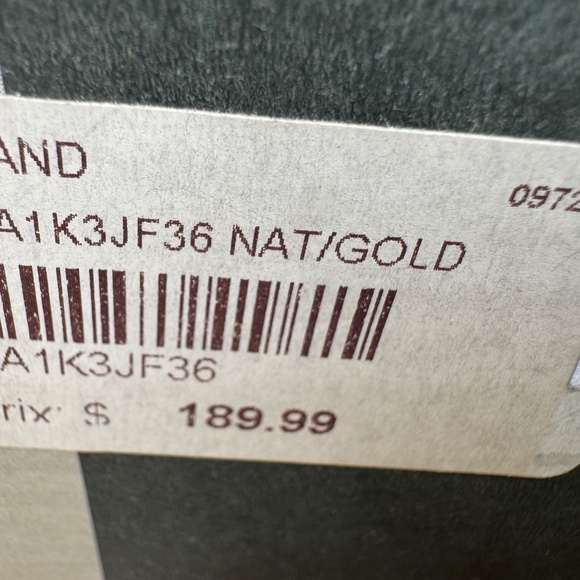 AND
0972
A1K3JF36 NAT/GOLD
A1K3JF36
rix: $ 189.99